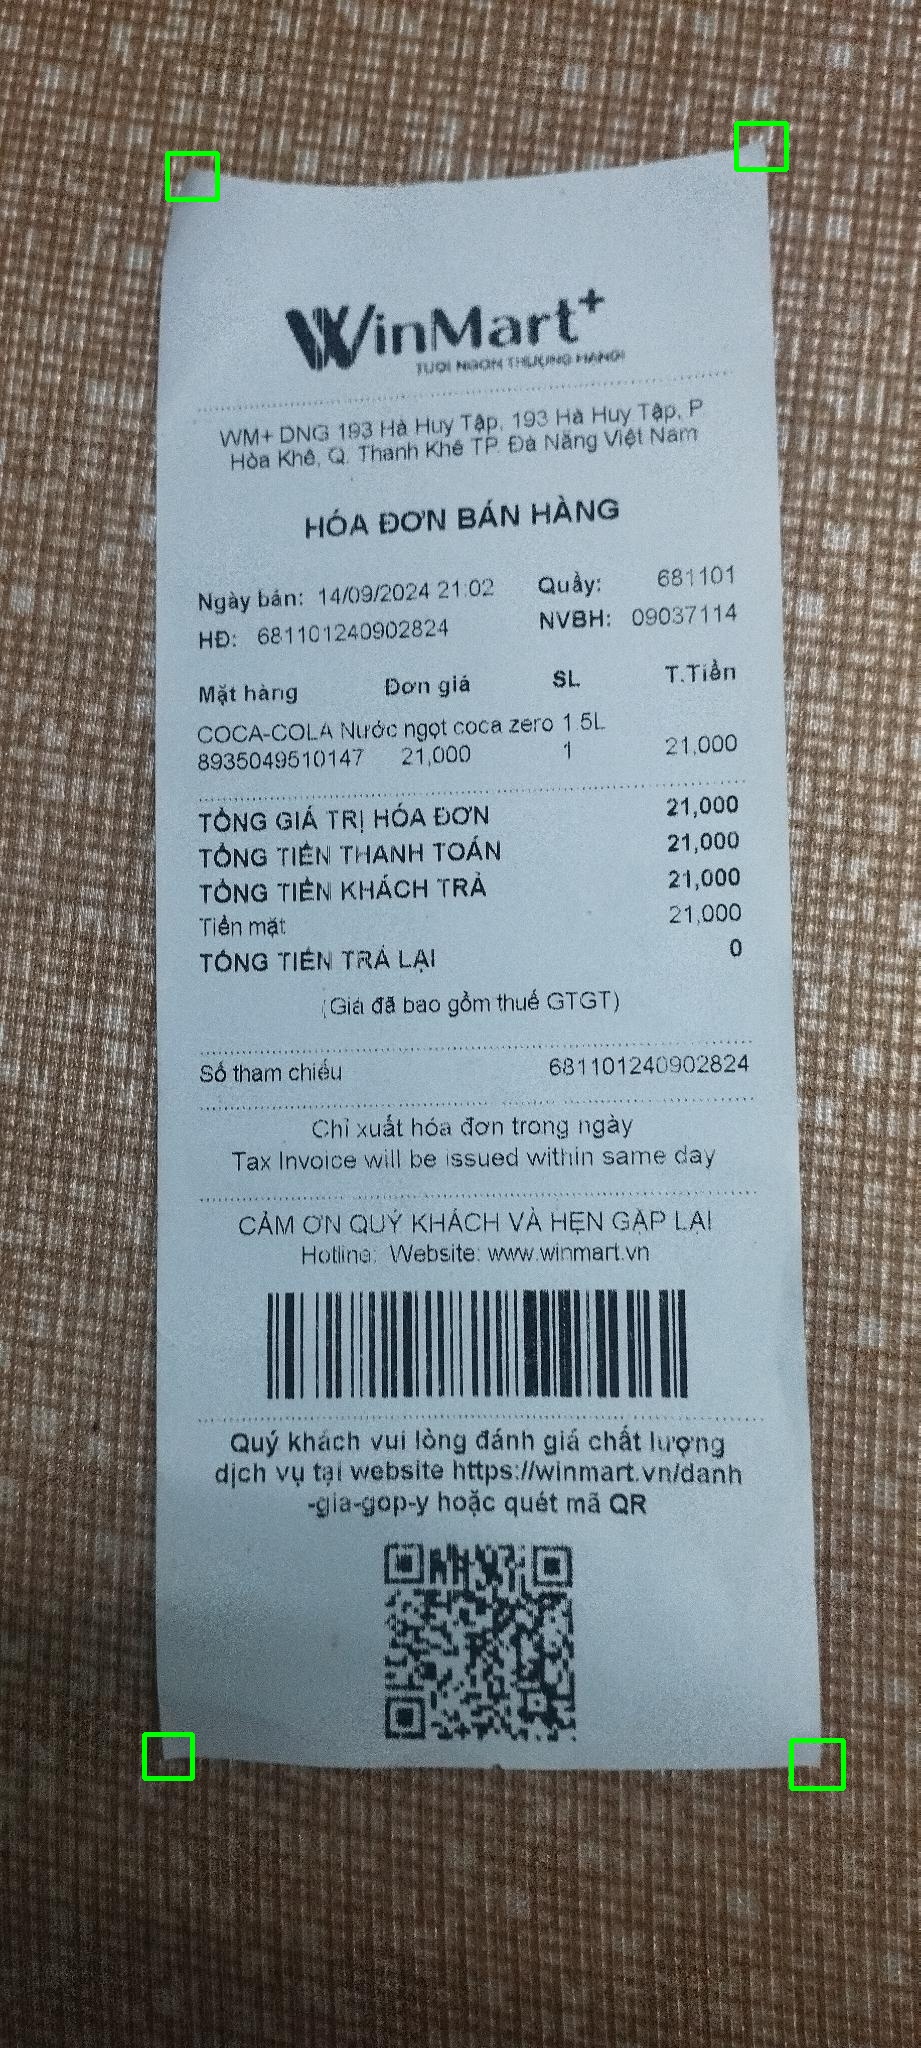 WinMart+
TƯƠI NGON THƯỢNG HẠNG!
WM+ DNG 193 Hà Huy Tập, 193 Hà Huy Tập, P
Hòa Khê, Q. Thanh Khê TP. Đà Nẵng Việt Nam
HÓA ĐƠN BÁN HÀNG
Ngày bán: 14/09/2024 21:02 Quầy: 681101
HĐ: 681101240902824 NVBH: 09037114
Mặt hàng Đơn giá SL T.Tiền
COCA-COLA Nước ngọt coca zero 1.5L
8935049510147 21,000 1 21,000
TỔNG GIÁ TRỊ HÓA ĐƠN 21,000
TỔNG TIỀN THANH TOÁN 21,000
TỔNG TIỀN KHÁCH TRẢ 21,000
Tiền mặt 21,000
TỔNG TIỀN TRẢ LẠI 0
(Giá đã bao gồm thuế GTGT)
Số tham chiếu 681101240902824
Chỉ xuất hóa đơn trong ngày
Tax Invoice will be issued within same day
CẢM ƠN QUÝ KHÁCH VÀ HẸN GẶP LẠI
Hotline: Website: www.winmart.vn
Quý khách vui lòng đánh giá chất lượng
dịch vụ tại website https://winmart.vn/danh
-gia-gop-y hoặc quét mã QR